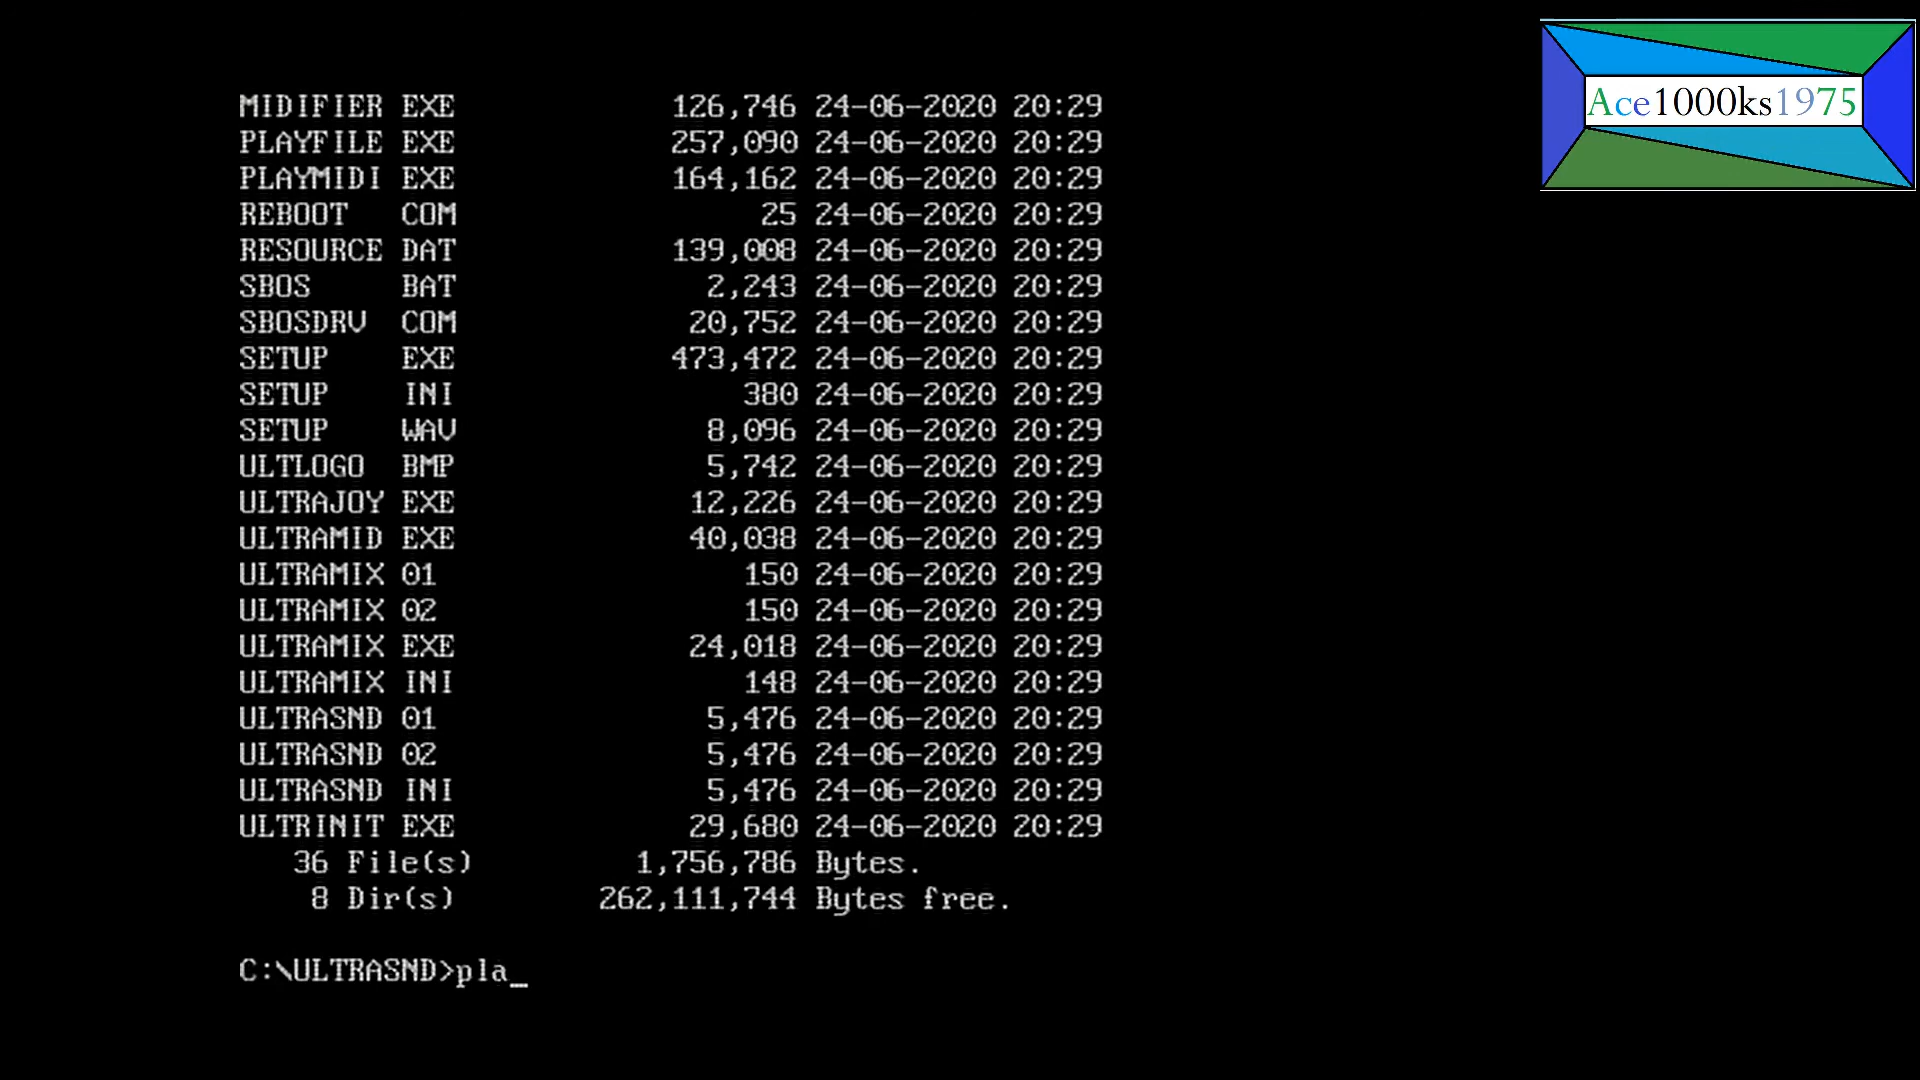 MIDIFIER EXE 126,746 24-06-2020 20:29
PLAYFILE EXE 257,090 24-06-2020 20:29
PLAYMIDI EXE 164,162 24-06-2020 20:29
REBOOT COM 25 24-06-2020 20:29
RESOURCE DAT 139,008 24-06-2020 20:29
SBOS BAT 2,243 24-06-2020 20:29
SBOSDRV COM 20,752 24-06-2020 20:29
SETUP EXE 473,472 24-06-2020 20:29
SETUP INI 380 24-06-2020 20:29
SETUP WAV 8,096 24-06-2020 20:29
ULTLOGO BMP 5,742 24-06-2020 20:29
ULTRAJOY EXE 12,226 24-06-2020 20:29
ULTRAMID EXE 40,038 24-06-2020 20:29
ULTRAMIX 01 150 24-06-2020 20:29
ULTRAMIX 02 150 24-06-2020 20:29
ULTRAMIX EXE 24,018 24-06-2020 20:29
ULTRAMIX INI 148 24-06-2020 20:29
ULTRASND 01 5,476 24-06-2020 20:29
ULTRASND 02 5,476 24-06-2020 20:29
ULTRASND INI 5,476 24-06-2020 20:29
ULTRINIT EXE 29,680 24-06-2020 20:29
36 File(s) 1,756,786 Bytes.
8 Dir(s) 262,111,744 Bytes free.
C:\ULTRASND>pla_
Ace1000ks1975